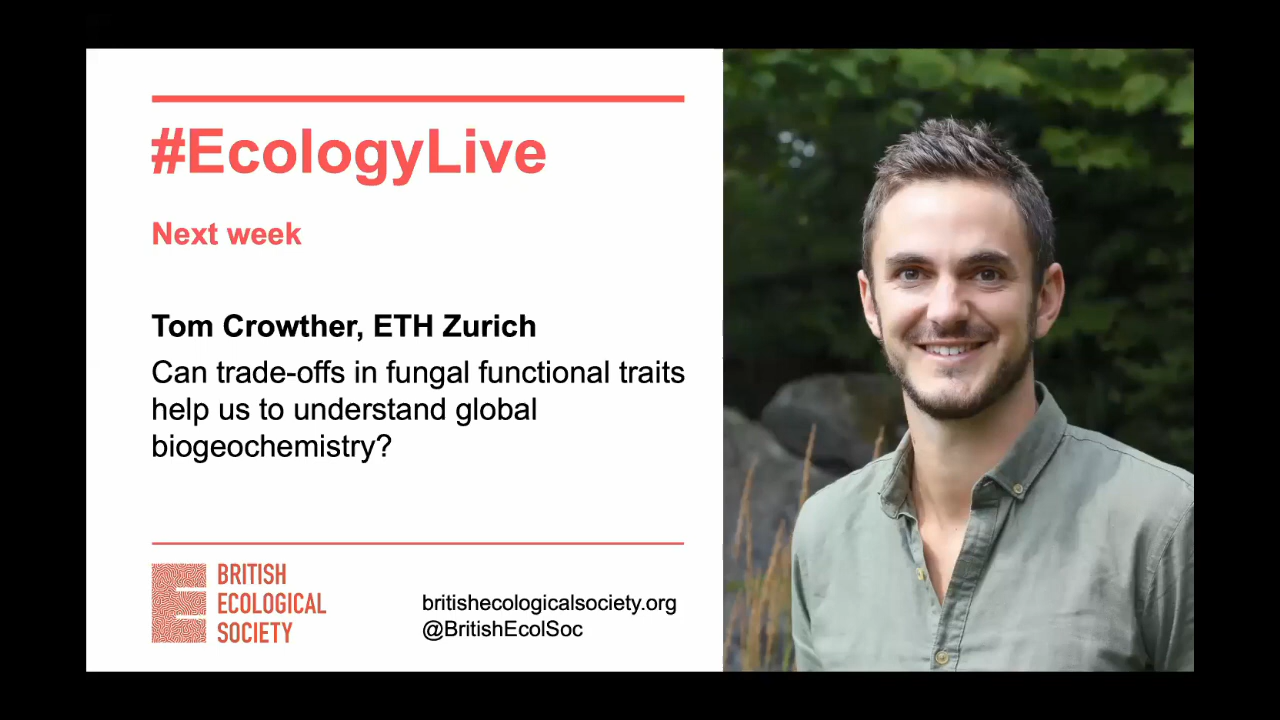 #EcologyLive
Next week
Tom Crowther, ETH Zurich
Can trade-offs in fungal functional traits
help us to understand global
biogeochemistry?
BRITISH
ECOLOGICAL
SOCIETY
britishecologicalsociety.org
@BritishEcolSoc